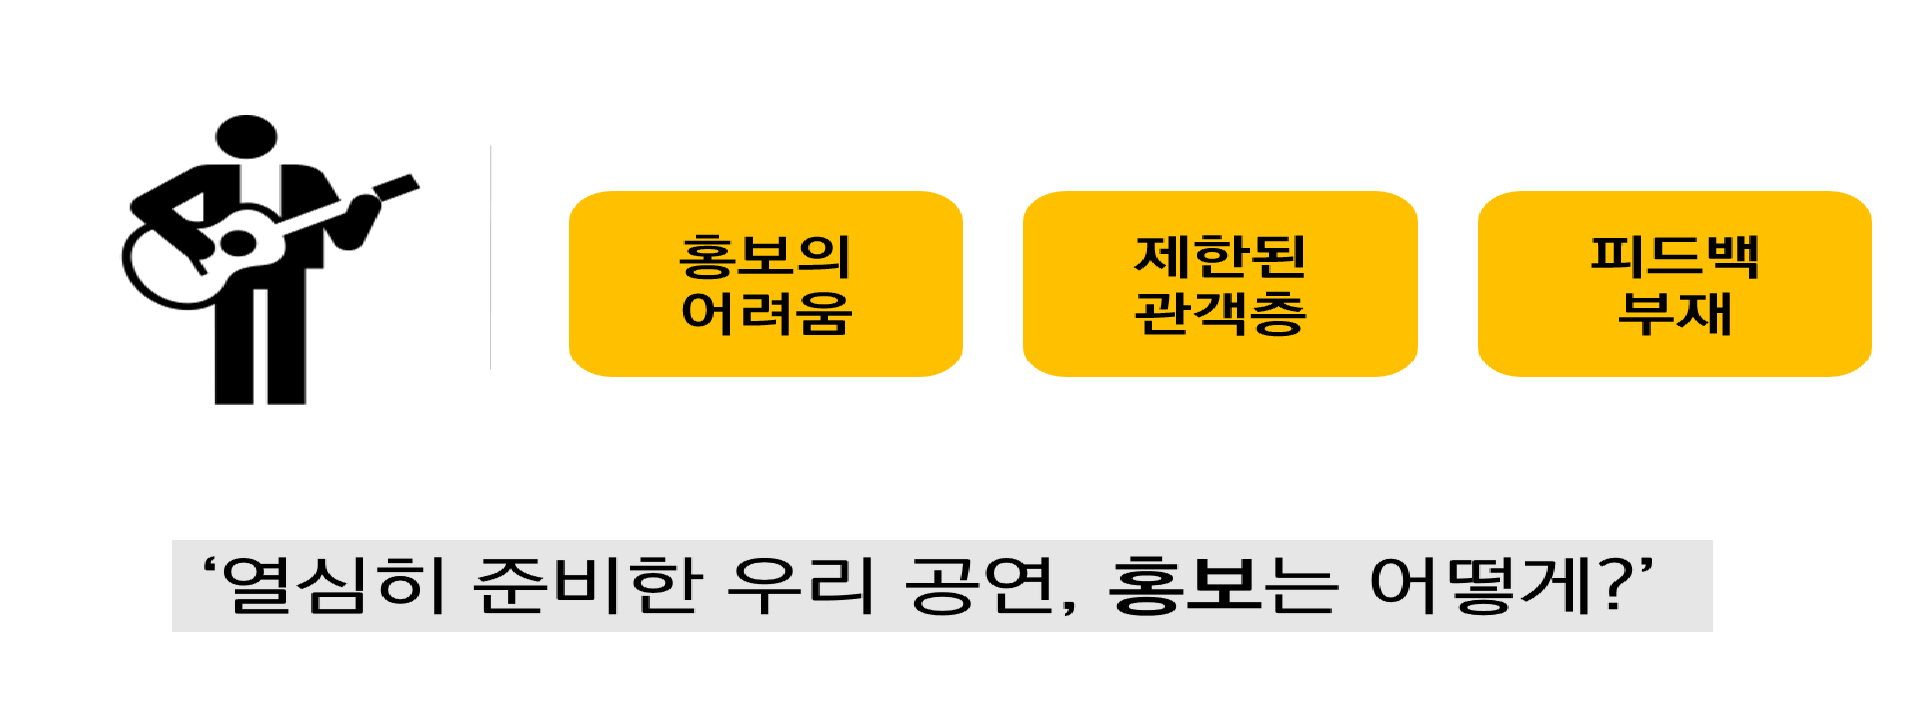 홍보의
어려움
제한된
관객층
피드백
부재
‘열심히 준비한 우리 공연, 홍보는 어떻게?’